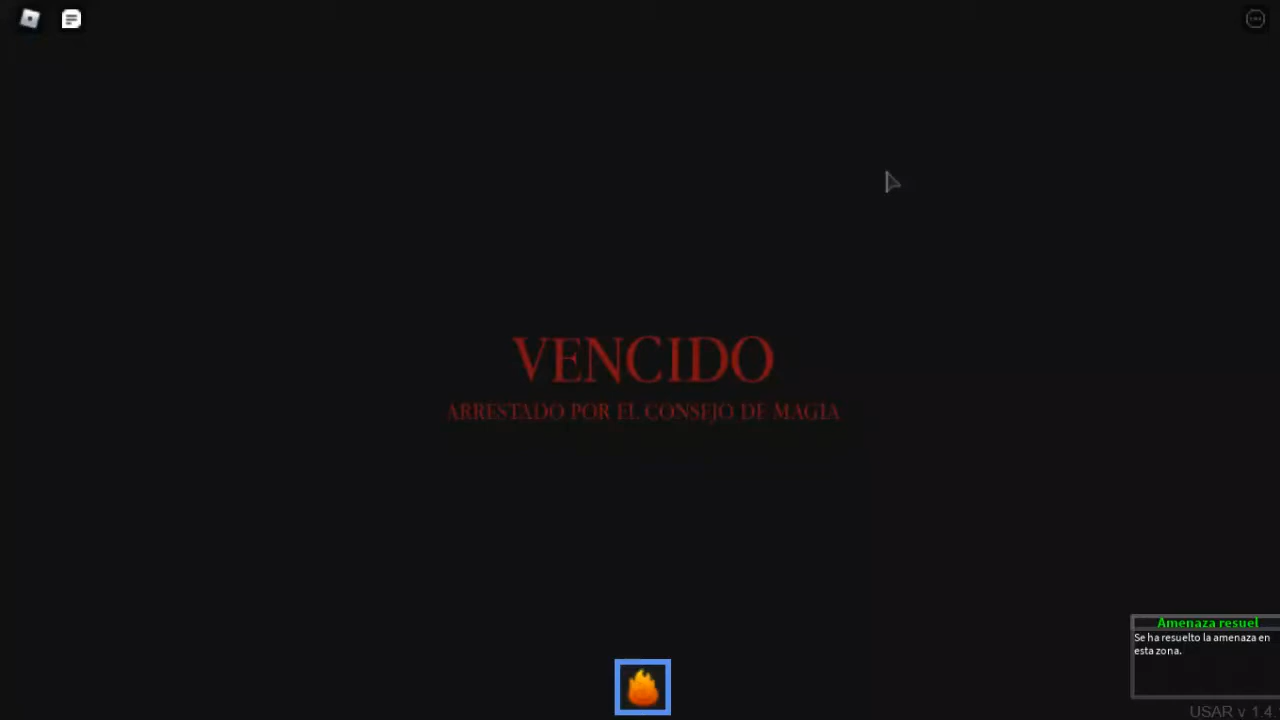 VENCIDO
ARRESTADO POR EL CONSEJO DE MAGIA
Amenaza resuel
Se ha resuelto la amenaza en
esta zona.
USAR v 1.4